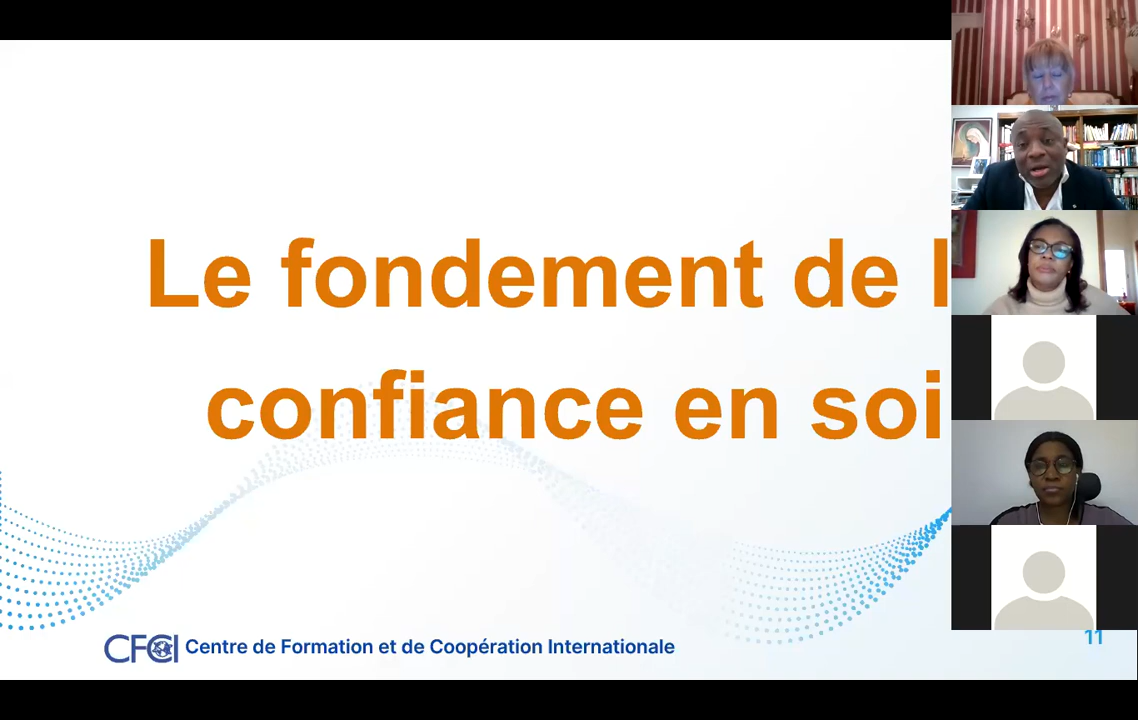 Le fondement de l
confiance en soi
CFCI Centre de Formation et de Coopération Internationale
11